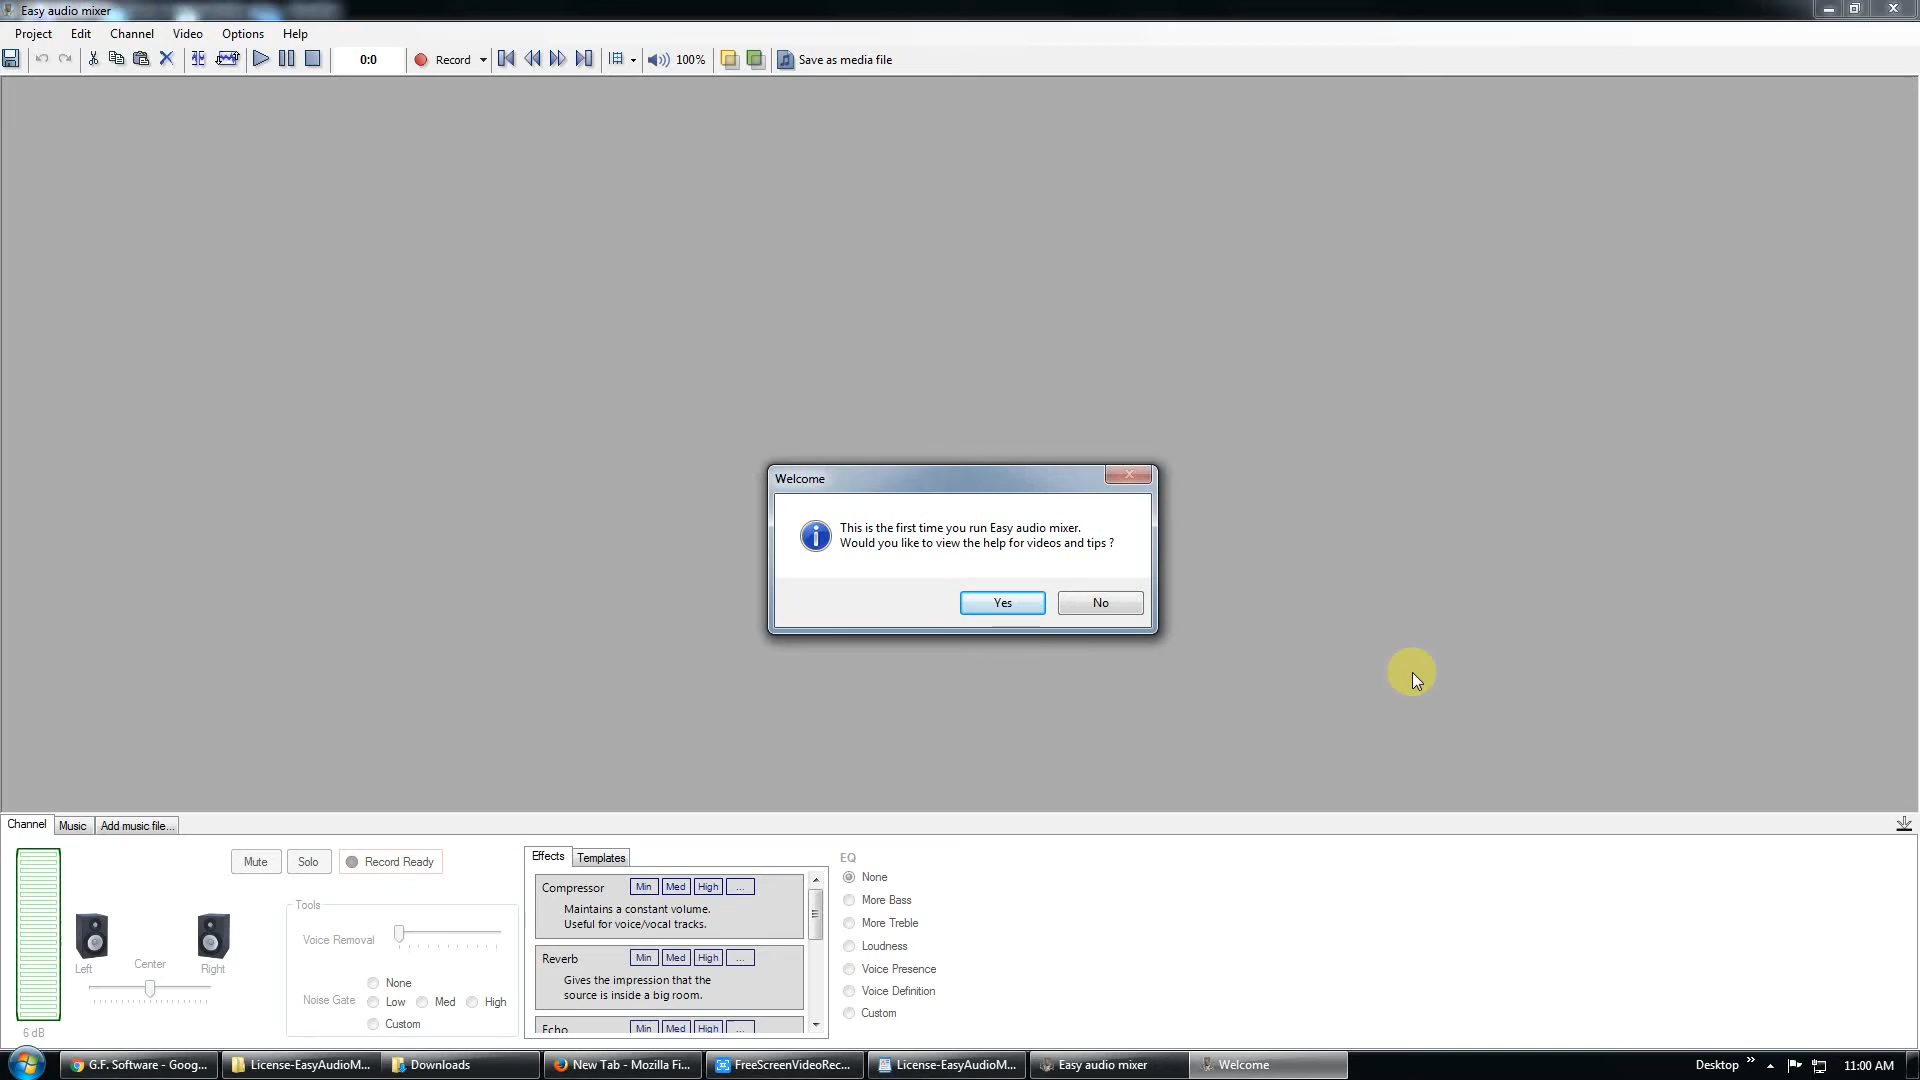 Easy audio mixer
Project Edit Channel Video Options Help
0:0 Record 100% Save as media file
Welcome
This is the first time you run Easy audio mixer.
Would you like to view the help for videos and tips ?
Yes No
Channel Music Add music file...
Mute Solo Record Ready
Tools
Voice Removal
Left Center Right
None
Noise Gate Low Med High
Custom
6 dB
Effects Templates
Compressor Min Med High ...
Maintains a constant volume.
Useful for voice/vocal tracks.
Reverb Min Med High ...
Gives the impression that the
source is inside a big room.
Echo Min Med High ...
EQ
None
More Bass
More Treble
Loudness
Voice Presence
Voice Definition
Custom
G.F. Software - Goog... License-EasyAudioM... Downloads New Tab - Mozilla Fi... FreeScreenVideoRec... License-EasyAudioM... Easy audio mixer Welcome Desktop 11:00 AM